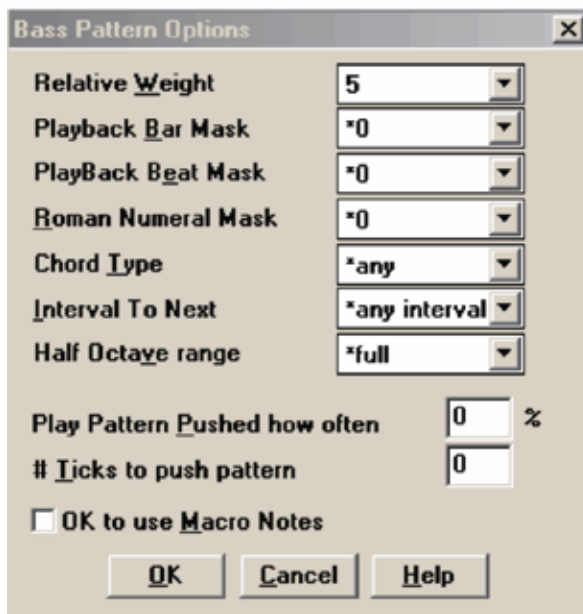 Bass Pattern Options
Relative Weight 5
Playback Bar Mask *0
PlayBack Beat Mask *0
Roman Numeral Mask *0
Chord Type *any
Interval To Next *any interval
Half Octave range *full
Play Pattern Pushed how often 0 %
# Ticks to push pattern 0
OK to use Macro Notes
OK Cancel Help